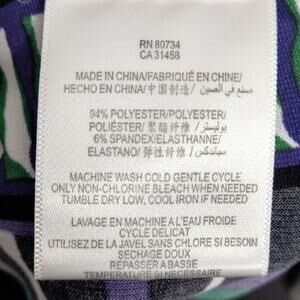 RN 80734
CA 31458
MADE IN CHINA/FABRIQUÉ EN CHINE/
HECHO EN CHINA/中国制造/ صنع في الصين
94% POLYESTER/POLYESTER/
POLIÉSTER/ 聚酯纤维 / بوليستر
6% SPANDEX/ELASTHANNE/
ELASTANO/ 弹性纤维 / سباندكس
MACHINE WASH COLD GENTLE CYCLE
ONLY NON-CHLORINE BLEACH WHEN NEEDED
TUMBLE DRY LOW, COOL IRON IF NEEDED
LAVAGE EN MACHINE A L'EAU FROIDE
CYCLE DELICAT
UTILISEZ DE LA JAVEL SANS CHLORE SI BESOIN
SECHAGE DOUX
REPASSER A BASSE
TEMPERATURE SI NECESSAIRE